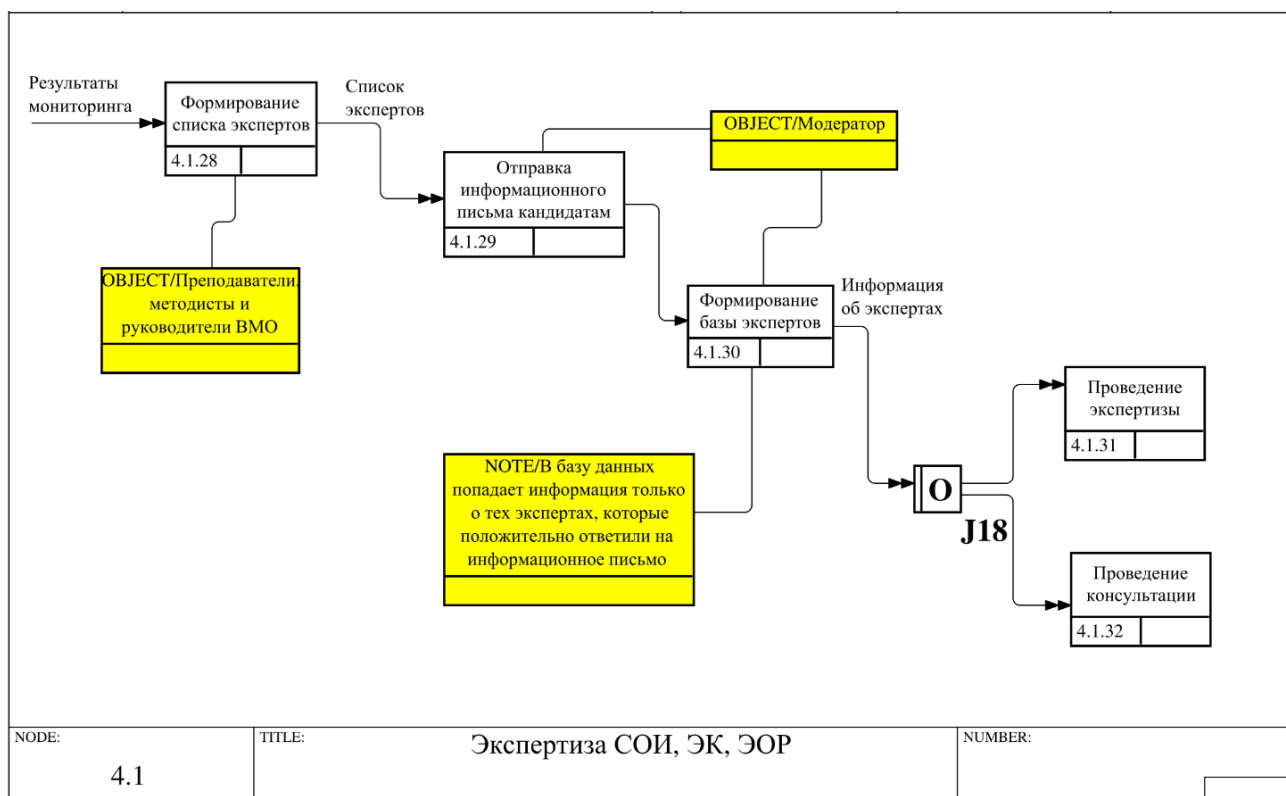 Результаты
мониторинга
Формирование
списка экспертов
4.1.28
Список
экспертов
OBJECT/Модератор
Отправка
информационного
письма кандидатам
4.1.29
OBJECT/Преподаватели,
методисты и
руководители ВМО
Формирование
базы экспертов
4.1.30
Информация
об экспертах
Проведение
экспертизы
4.1.31
NOTE/В базу данных
попадает информация только
о тех экспертах, которые
положительно ответили на
информационное письмо
O
J18
Проведение
консультации
4.1.32
NODE:
4.1
TITLE:
Экспертиза СОИ, ЭК, ЭОР
NUMBER: